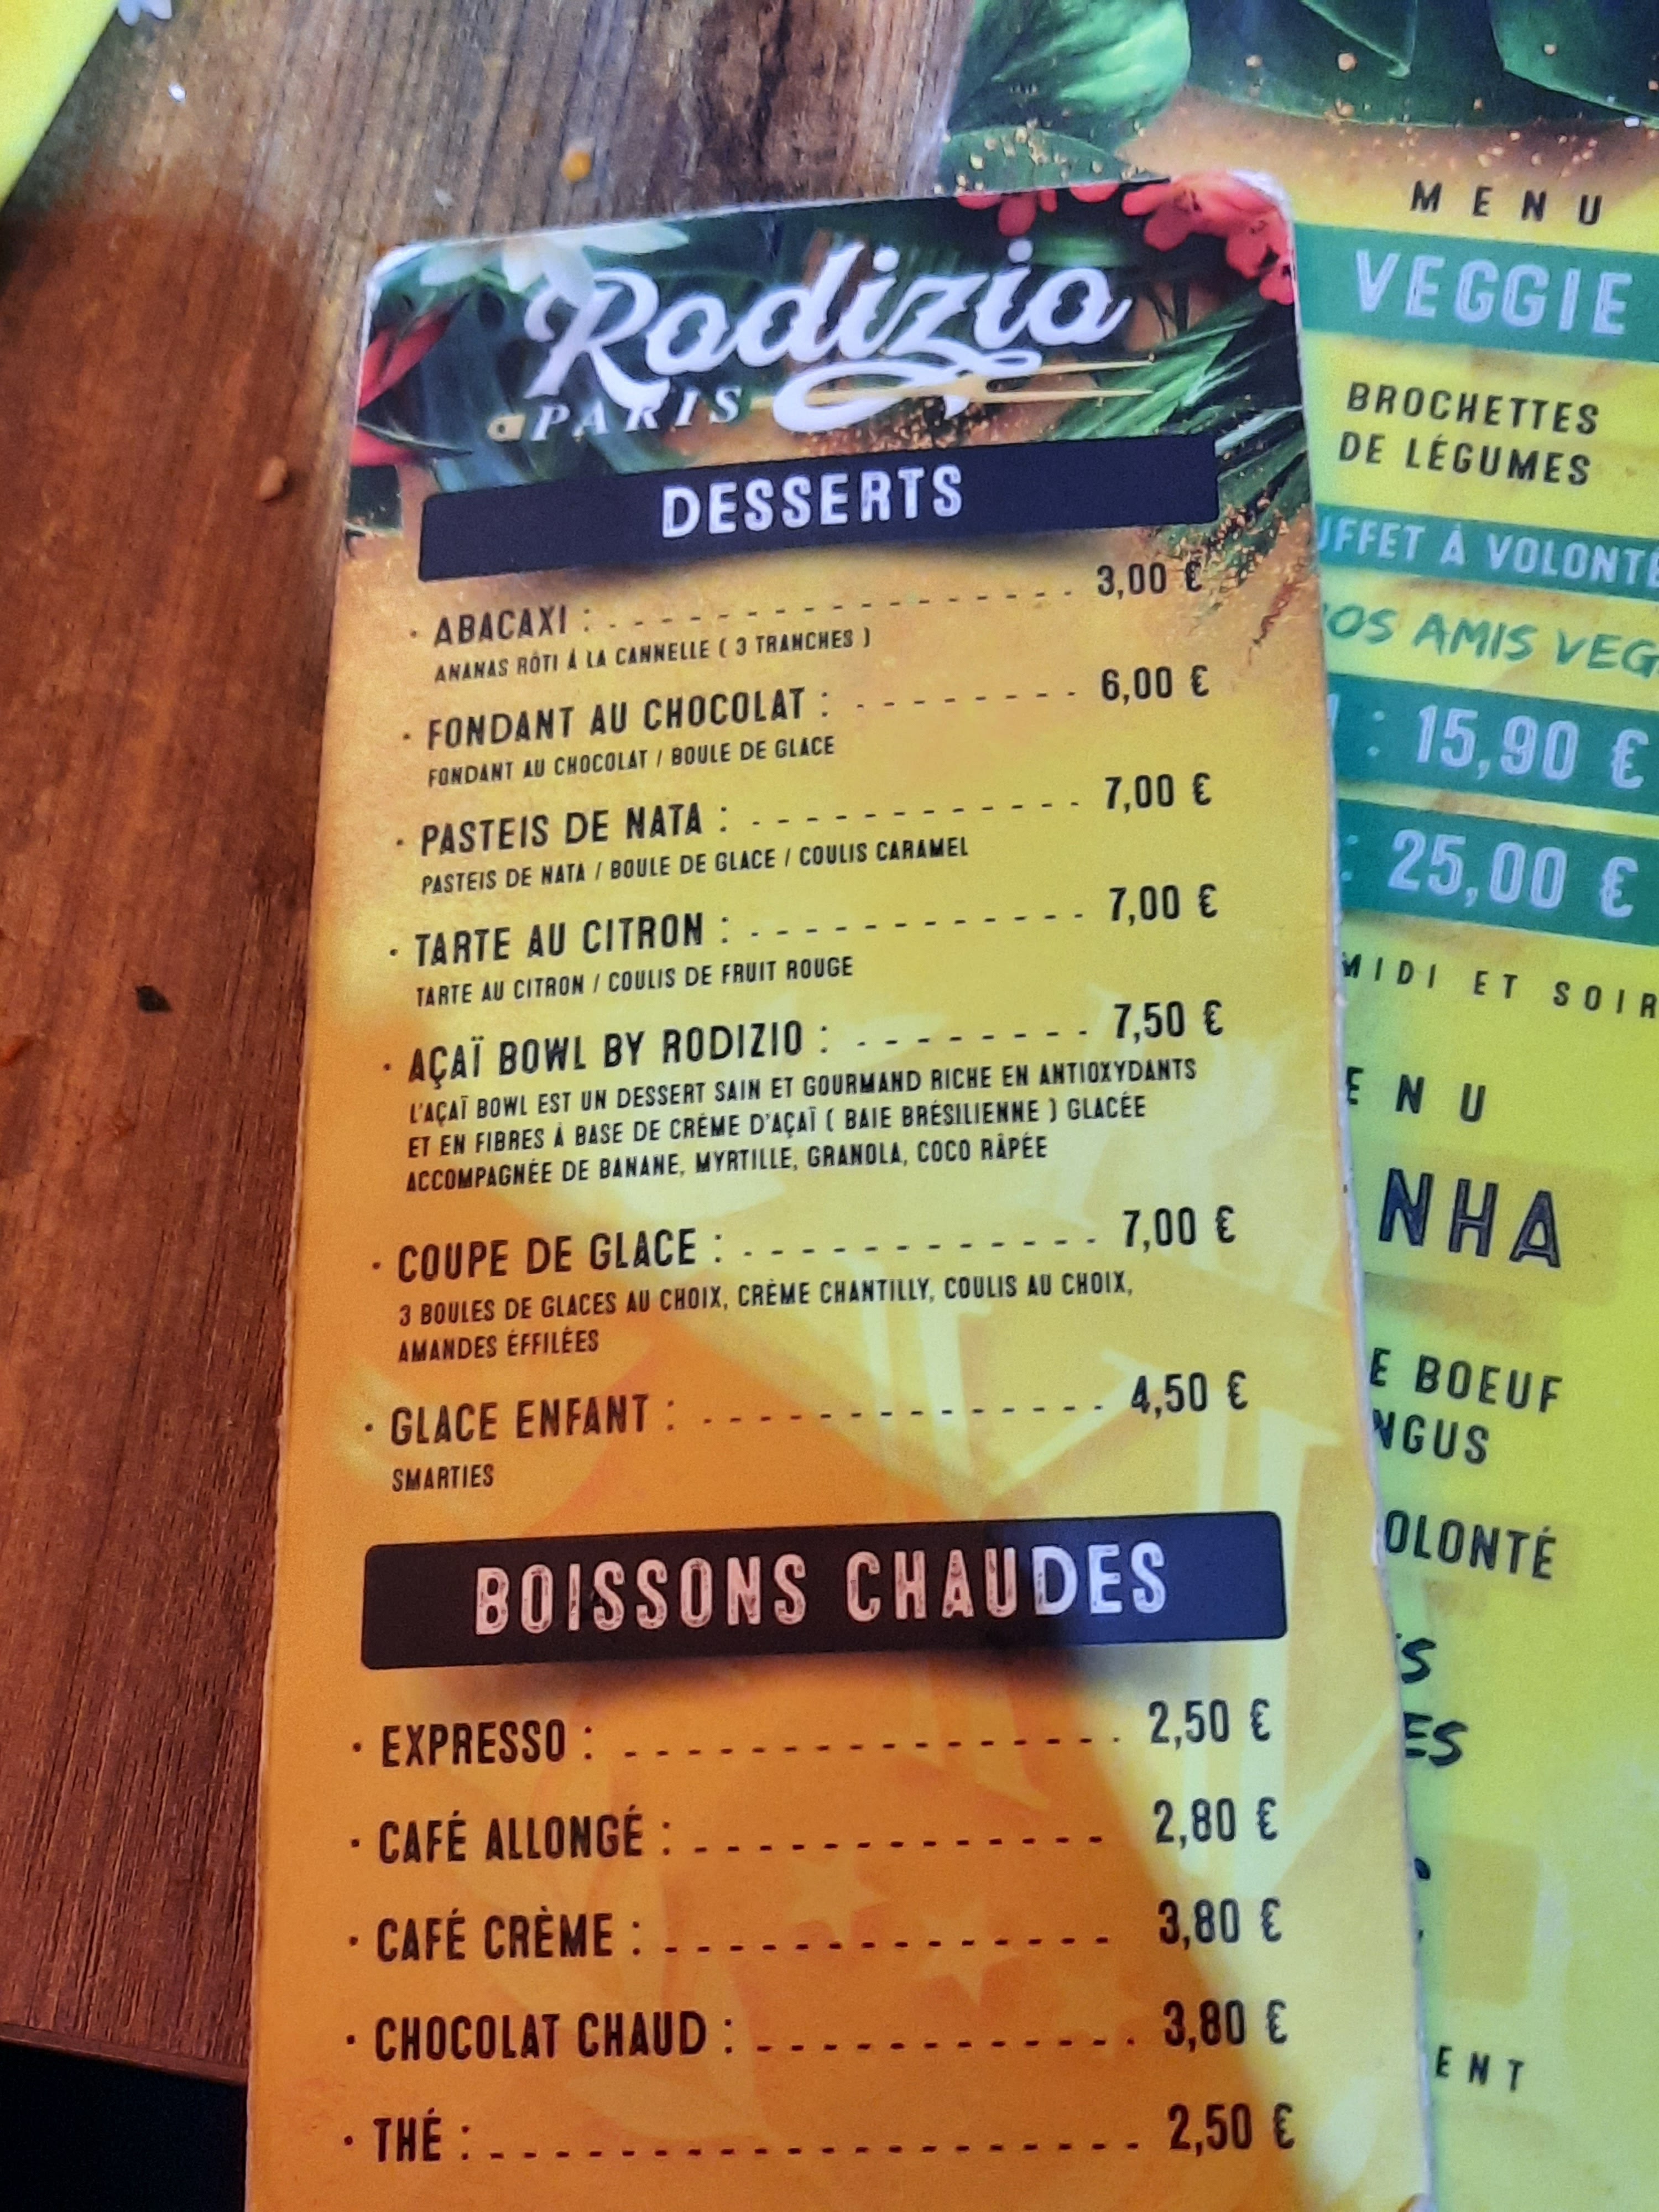 Rodizio
PARIS
DESSERTS
· ABACAXI : 3,00 €
ANANAS RÔTI À LA CANNELLE ( 3 TRANCHES )
· FONDANT AU CHOCOLAT : 6,00 €
FONDANT AU CHOCOLAT / BOULE DE GLACE
· PASTEIS DE NATA : 7,00 €
PASTEIS DE NATA / BOULE DE GLACE / COULIS CARAMEL
· TARTE AU CITRON : 7,00 €
TARTE AU CITRON / COULIS DE FRUIT ROUGE
· AÇAÏ BOWL BY RODIZIO : 7,50 €
L'AÇAÏ BOWL EST UN DESSERT SAIN ET GOURMAND RICHE EN ANTIOXYDANTS
ET EN FIBRES À BASE DE CRÈME D'AÇAÏ ( BAIE BRÉSILIENNE ) GLACÉE
ACCOMPAGNÉE DE BANANE, MYRTILLE, GRANOLA, COCO RÂPÉE
· COUPE DE GLACE : 7,00 €
3 BOULES DE GLACES AU CHOIX, CRÈME CHANTILLY, COULIS AU CHOIX,
AMANDES ÉFFILÉES
· GLACE ENFANT : 4,50 €
SMARTIES
BOISSONS CHAUDES
· EXPRESSO : 2,50 €
· CAFÉ ALLONGÉ : 2,80 €
· CAFÉ CRÈME : 3,80 €
· CHOCOLAT CHAUD : 3,80 €
· THÉ : 2,50 €
MENU
VEGGIE
BROCHETTES
DE LÉGUMES
UFFET À VOLONTÉ
OS AMIS VEG
: 15,90 €
: 25,00 €
MIDI ET SOIR
ENU
NHA
E BOEUF
NGUS
OLONTÉ
S
ES
ENT